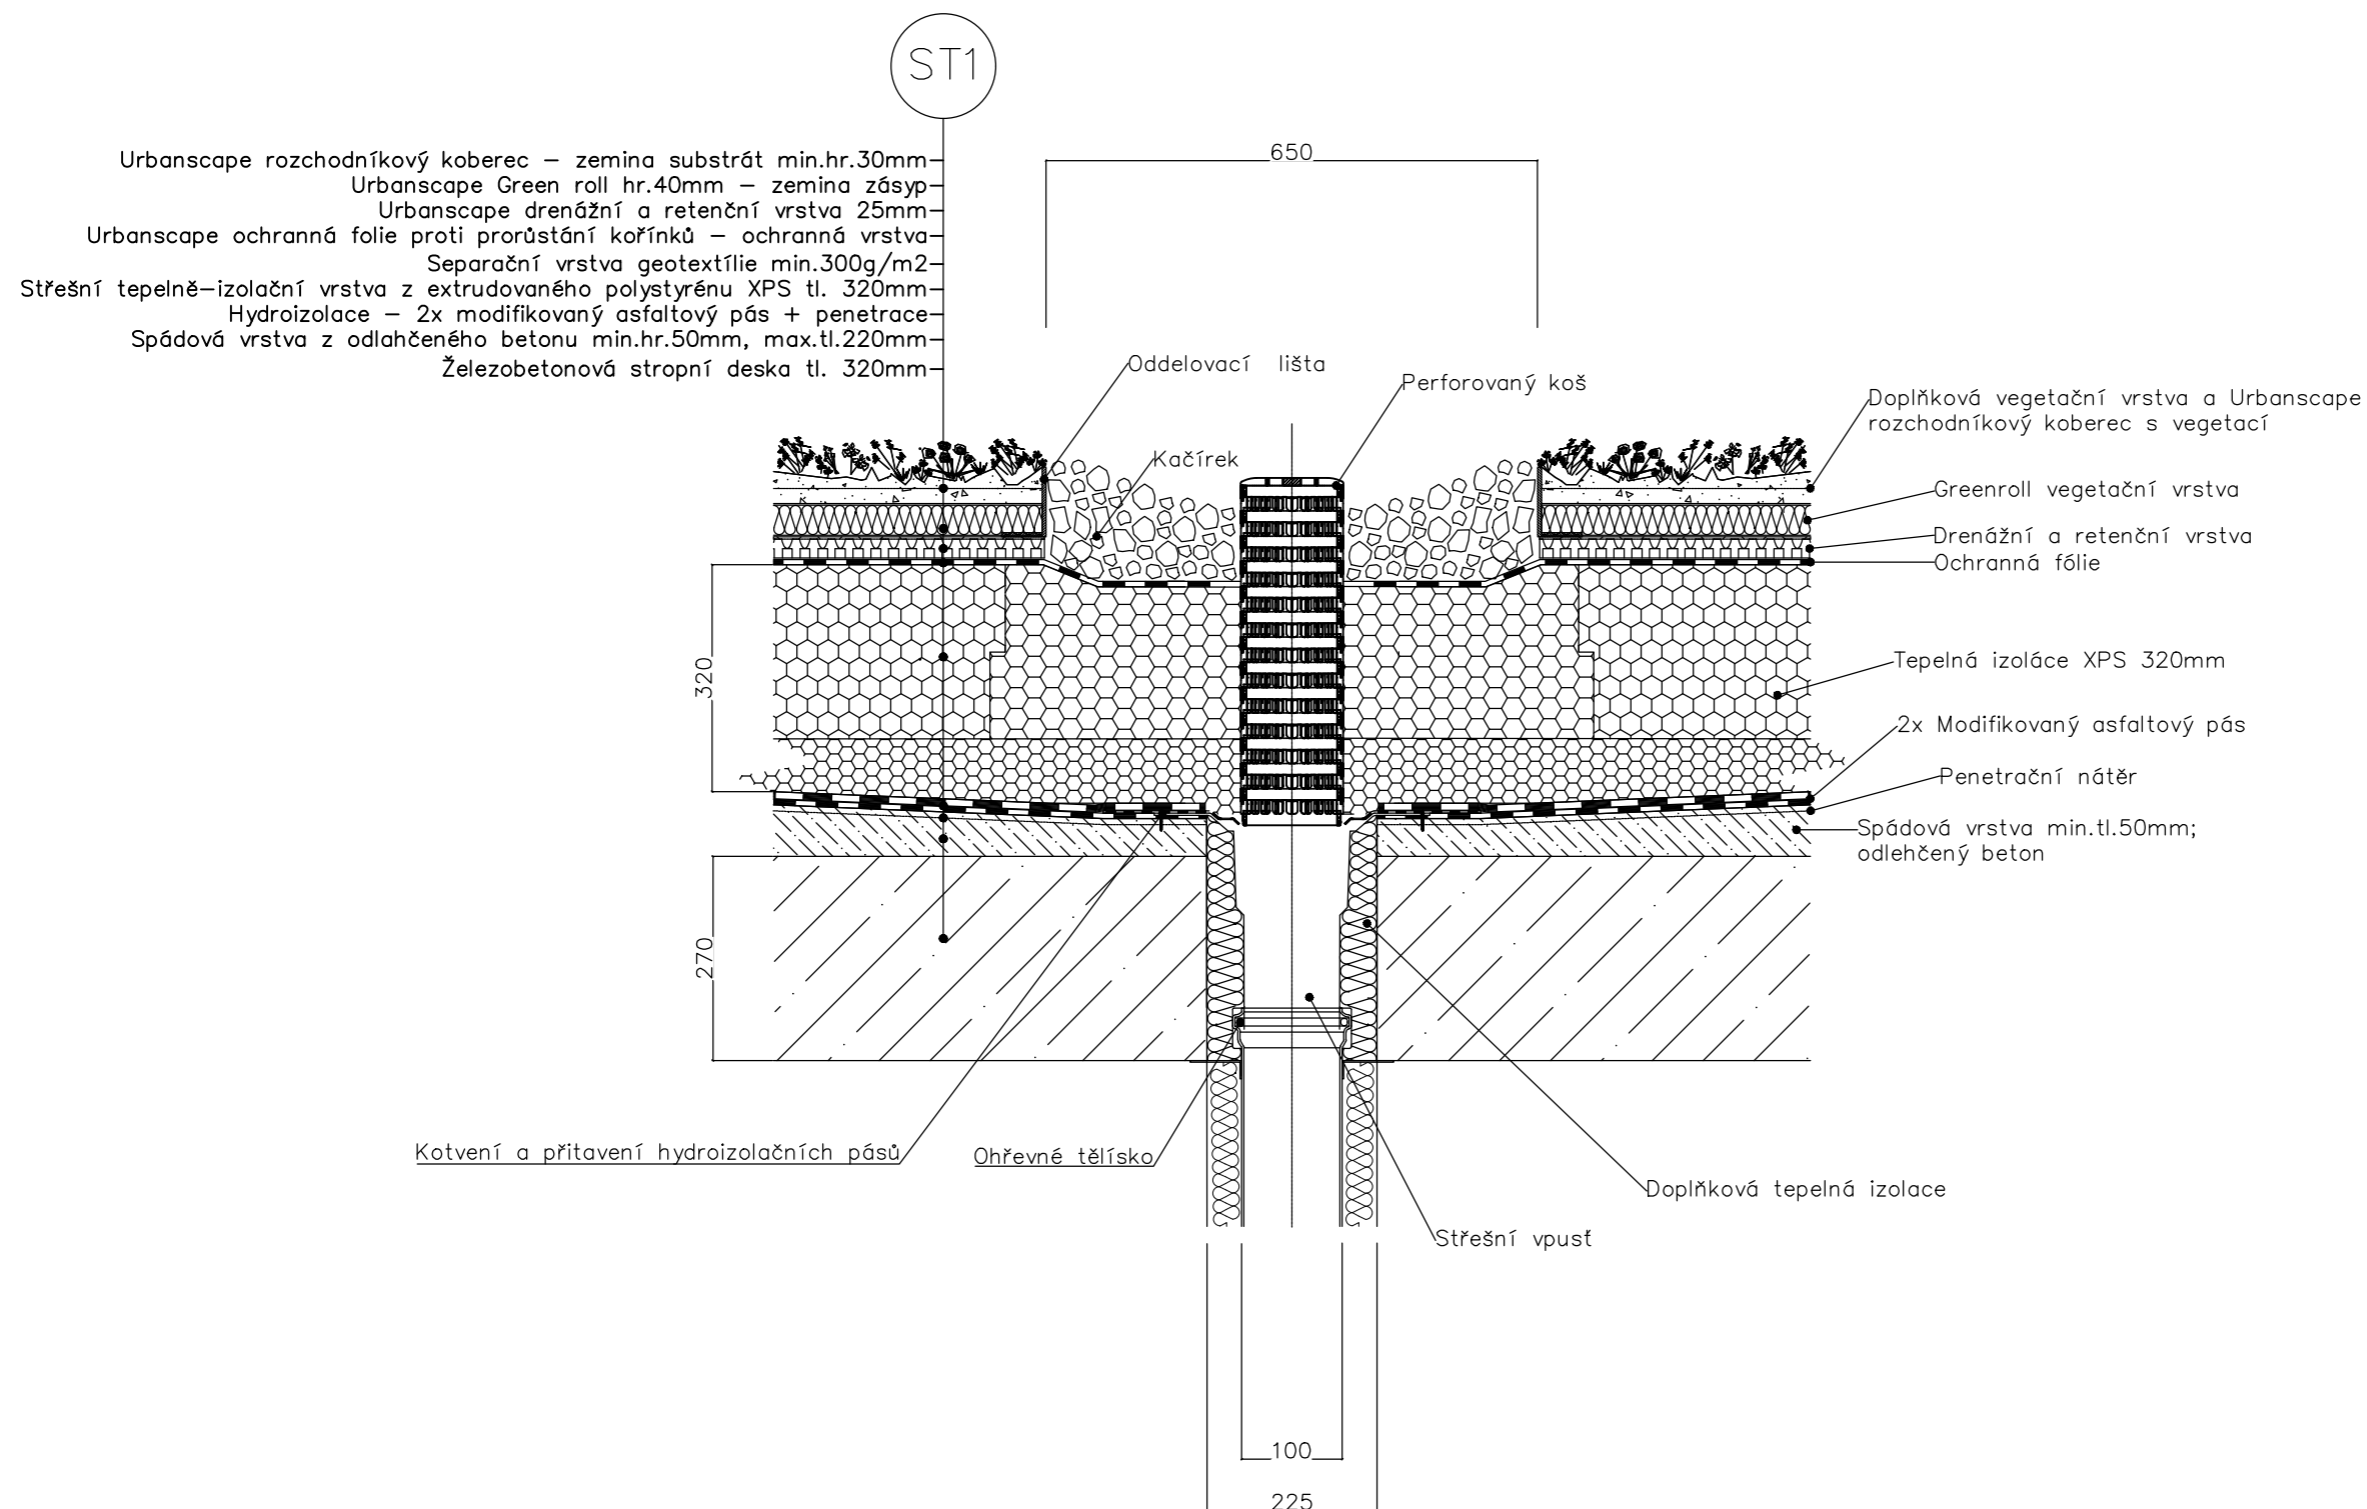 ST1
Urbanscape rozchodníkový koberec – zemina substrát min.hr.30mm
Urbanscape Green roll hr.40mm – zemina zásyp
Urbanscape drenážní a retenční vrstva 25mm
Urbanscape ochranná folie proti prorůstání kořínků – ochranná vrstva
Separační vrstva geotextílie min.300g/m2
Střešní tepelně–izolační vrstva z extrudovaného polystyrénu XPS tl. 320mm
Hydroizolace – 2x modifikovaný asfaltový pás + penetrace
Spádová vrstva z odlahčeného betonu min.hr.50mm, max.tl.220mm
Železobetonová stropní deska tl. 320mm
650
Oddelovací lišta
Perforovaný koš
Kačírek
Doplňková vegetační vrstva a Urbanscape
rozchodníkový koberec s vegetací
Greenroll vegetační vrstva
Drenážní a retenční vrstva
Ochranná fólie
320
Tepelná izoláce XPS 320mm
2x Modifikovaný asfaltový pás
Penetrační nátěr
Spádová vrstva min.tl.50mm;
odlehčený beton
270
Kotvení a přitavení hydroizolačních pásů
Ohřevné tělísko
Doplňková tepelná izolace
Střešní vpusť
100
225